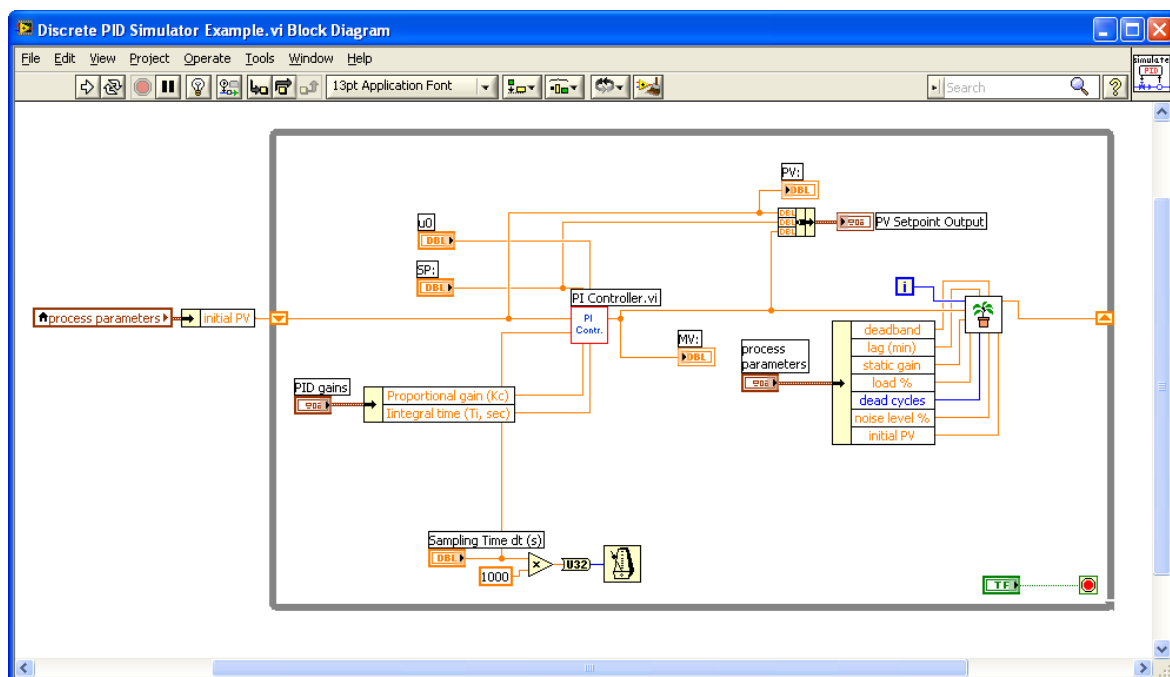 Discrete PID Simulator Example.vi Block Diagram
File Edit View Project Operate Tools Window Help
13pt Application Font
Search
simulate
PID
PV:
DBL
DBL
DBL
DBL
PV Setpoint Output
u0
DBL
SP:
DBL
PI Controller.vi
PI
Contr.
process parameters
initial PV
i
MV:
DBL
process
parameters
deadband
lag (min)
static gain
load %
dead cycles
noise level %
initial PV
PID gains
Proportional gain (Kc)
Iintegral time (Ti, sec)
Sampling Time dt (s)
DBL
1000
x
U32
TF